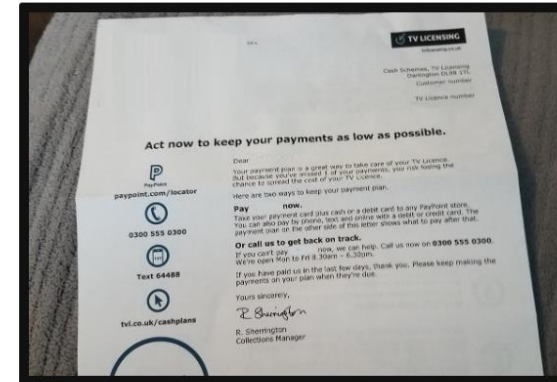 TV LICENSING
tvlicensing.co.uk
Cash Schemes, TV Licensing
Darlington DL98 1TL
Customer number
TV Licence number
Act now to keep your payments as low as possible.
PayPoint
paypoint.com/locator
0300 555 0300
Text 64488
tvl.co.uk/cashplans
Dear
Your payment plan is a great way to take care of your TV Licence.
But because you've missed 1 of your payments, you risk losing the
chance to spread the cost of your TV Licence.
Here are two ways to keep your payment plan.
Pay now.
Take your payment card plus cash or a debit card to any PayPoint store.
You can also pay by phone, text and online with a debit or credit card. The
payment plan on the other side of this letter shows what to pay after that.
Or call us to get back on track.
If you can't pay now, we can help. Call us now on 0300 555 0300.
We're open Mon to Fri 8.30am – 6.30pm.
If you have paid us in the last few days, thank you. Please keep making the
payments on your plan when they're due.
Yours sincerely,
R Sherrington
R. Sherrington
Collections Manager